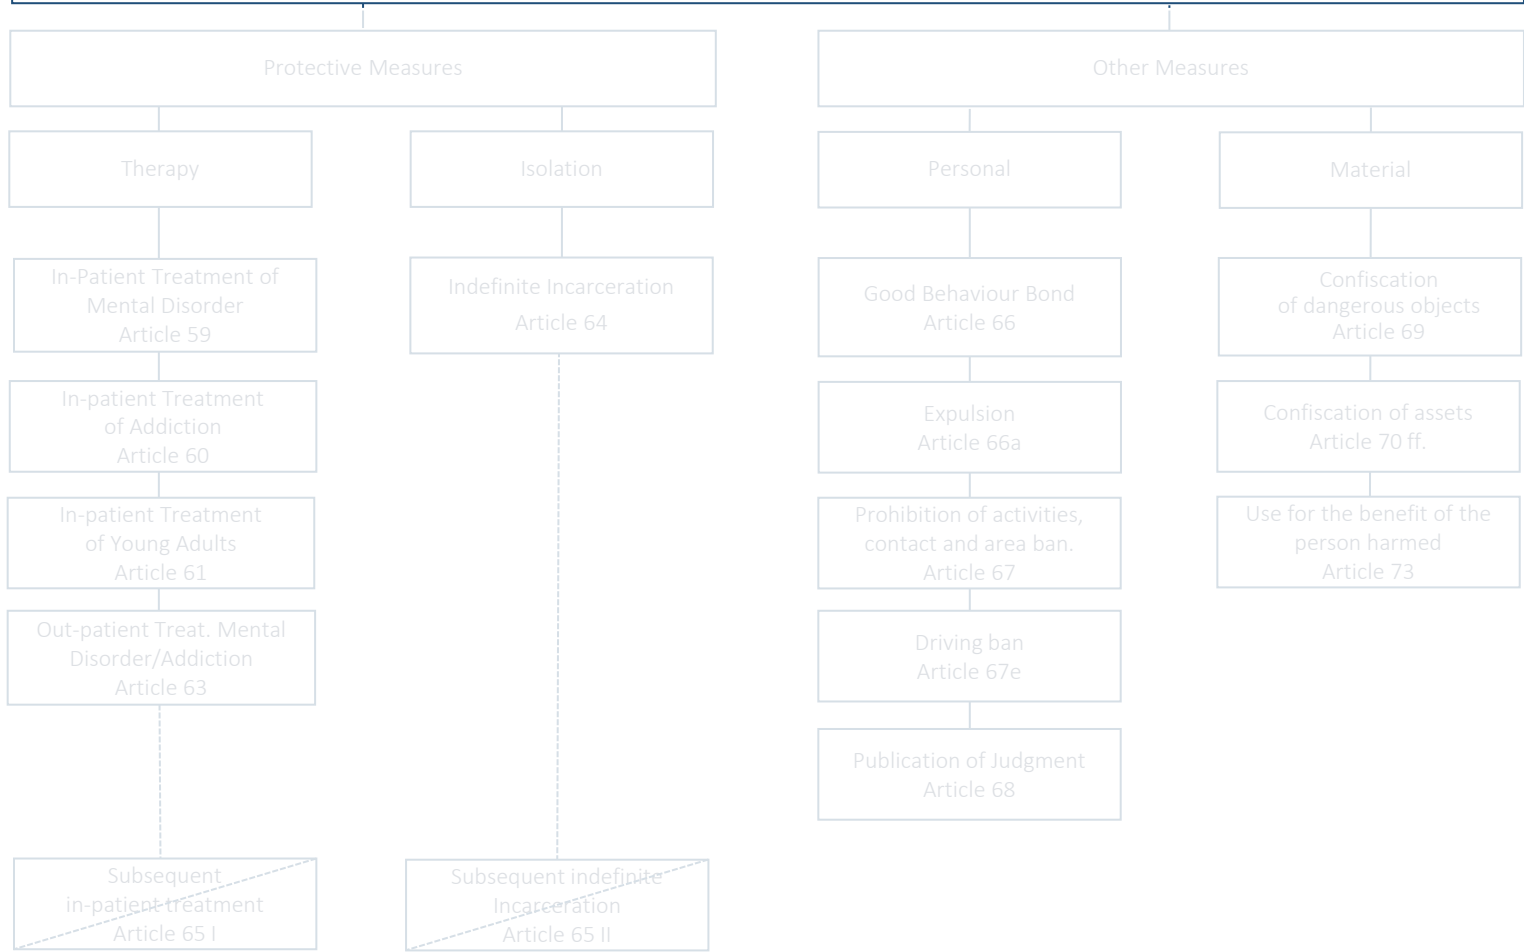 Protective Measures
Other Measures
Therapy
Isolation
Personal
Material
In-Patient Treatment of
Mental Disorder
Article 59
In-patient Treatment
of Addiction
Article 60
In-patient Treatment
of Young Adults
Article 61
Out-patient Treat. Mental
Disorder/Addiction
Article 63
Subsequent
in-patient treatment
Article 65 I
Indefinite Incarceration
Article 64
Subsequent indefinite
Incarceration
Article 65 II
Good Behaviour Bond
Article 66
Expulsion
Article 66a
Prohibition of activities,
contact and area ban.
Article 67
Driving ban
Article 67e
Publication of Judgment
Article 68
Confiscation
of dangerous objects
Article 69
Confiscation of assets
Article 70 ff.
Use for the benefit of the
person harmed
Article 73